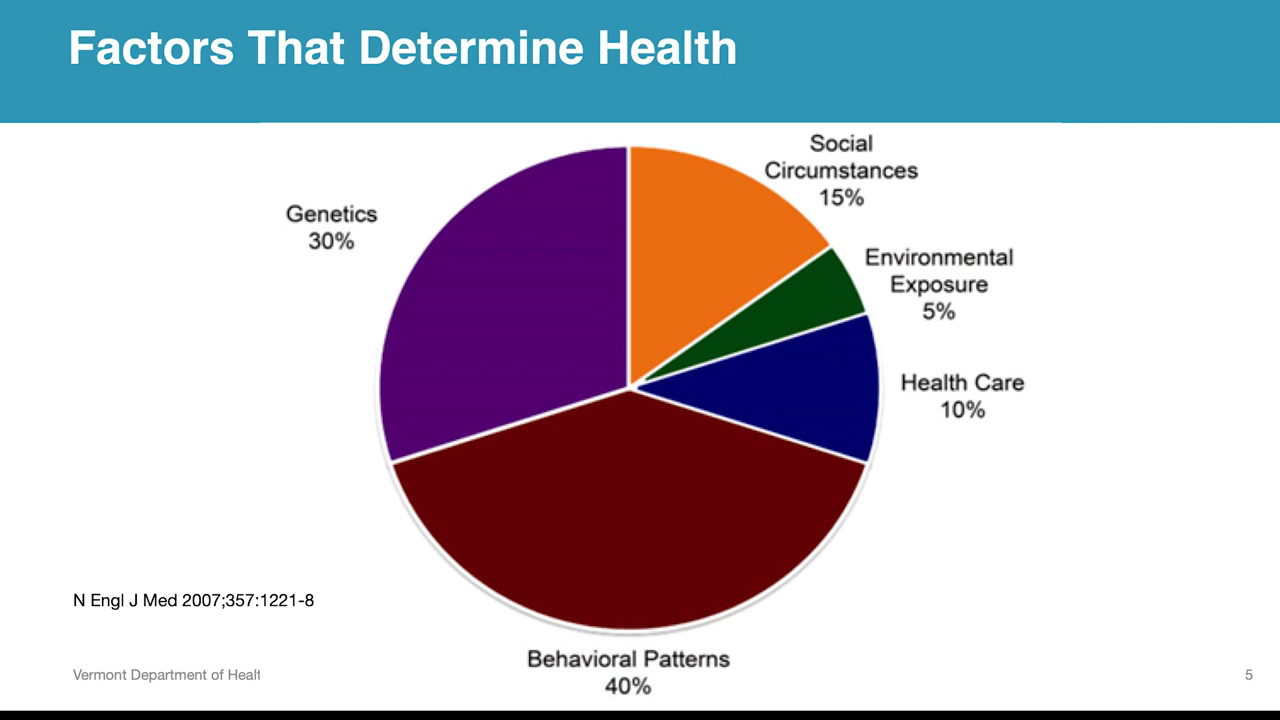 Factors That Determine Health
Social
Circumstances
15%
Genetics
30%
Environmental
Exposure
5%
Health Care
10%
N Engl J Med 2007;357:1221-8
Behavioral Patterns
40%
Vermont Department of Healt
5